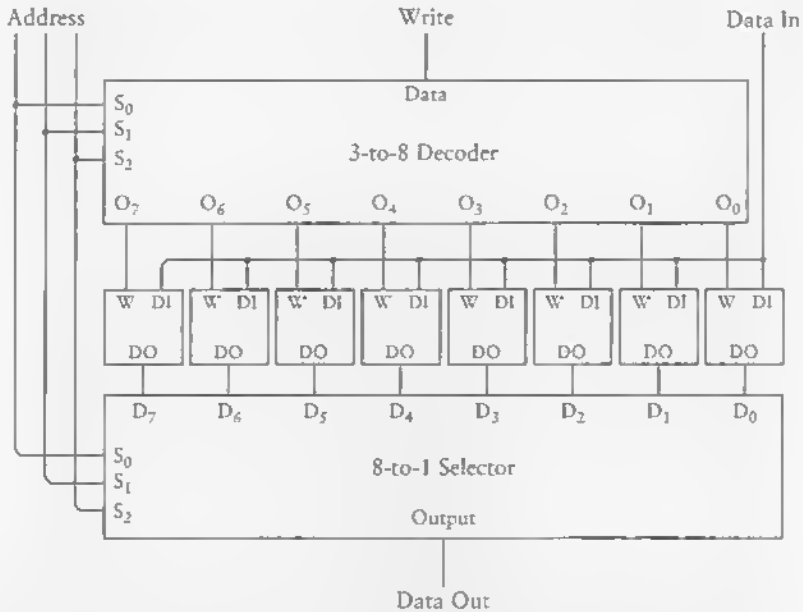 Address Write Data In
Data
S₀
S₁
3-to-8 Decoder
S₂
O₇ O₆ O₅ O₄ O₃ O₂ O₁ O₀
W DI W DI W DI W DI W DI W DI W DI W DI
DO DO DO DO DO DO DO DO
D₇ D₆ D₅ D₄ D₃ D₂ D₁ D₀
S₀
8-to-1 Selector
S₁
S₂
Output
Data Out